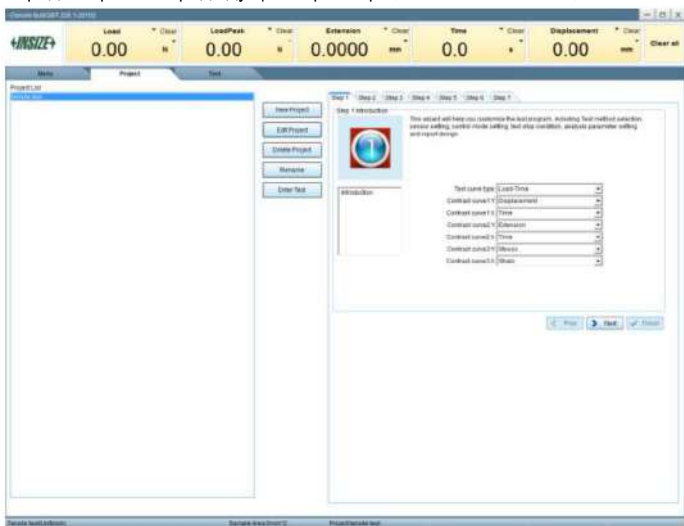 INSIZE
Load
Clear
LoadPeak
Clear
Extension
Clear
Time
Clear
Displacement
Clear
Clear all
0.00
N
0.00
N
0.0000
mm
0.0
s
0.00
mm
Menu
Project
Test
Project List
New Project
Edit Project
Delete Project
Rename
Enter Test
Step 1
Step 2
Step 3
Step 4
Step 5
Step 6
Step 7
Step 1 Introduction
This wizard will help you customize the test program, including Test method selection,
sensor setting, control mode setting, test stop condition, analysis parameter setting
and report design.
1
Introduction
Test curve type Load-Time
Contrast curve1:Y Displacement
Contrast curve1:X Time
Contrast curve2:Y Extension
Contrast curve2:X Time
Contrast curve3:Y Stress
Contrast curve3:X Strain
Prev
Next
Finish